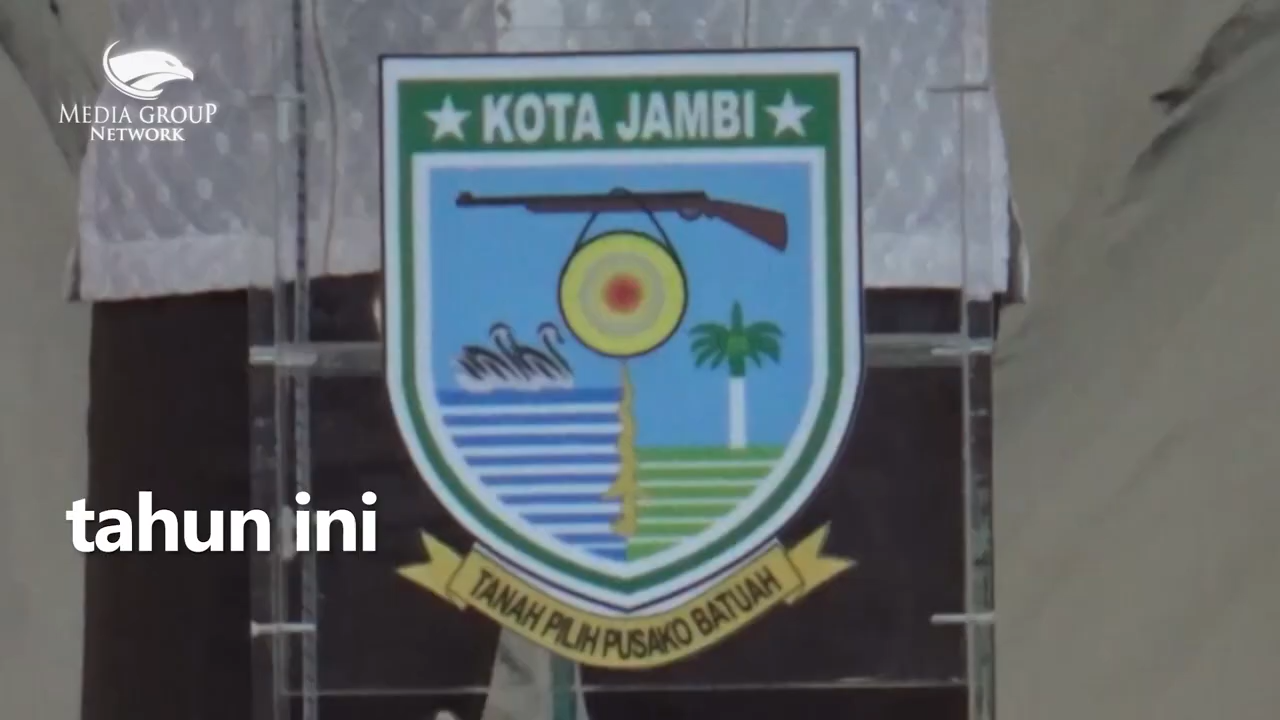 MEDIA GROUP
NETWORK
KOTA JAMBI
tahun ini
TANAH PILIH PUSAKO BATUAH